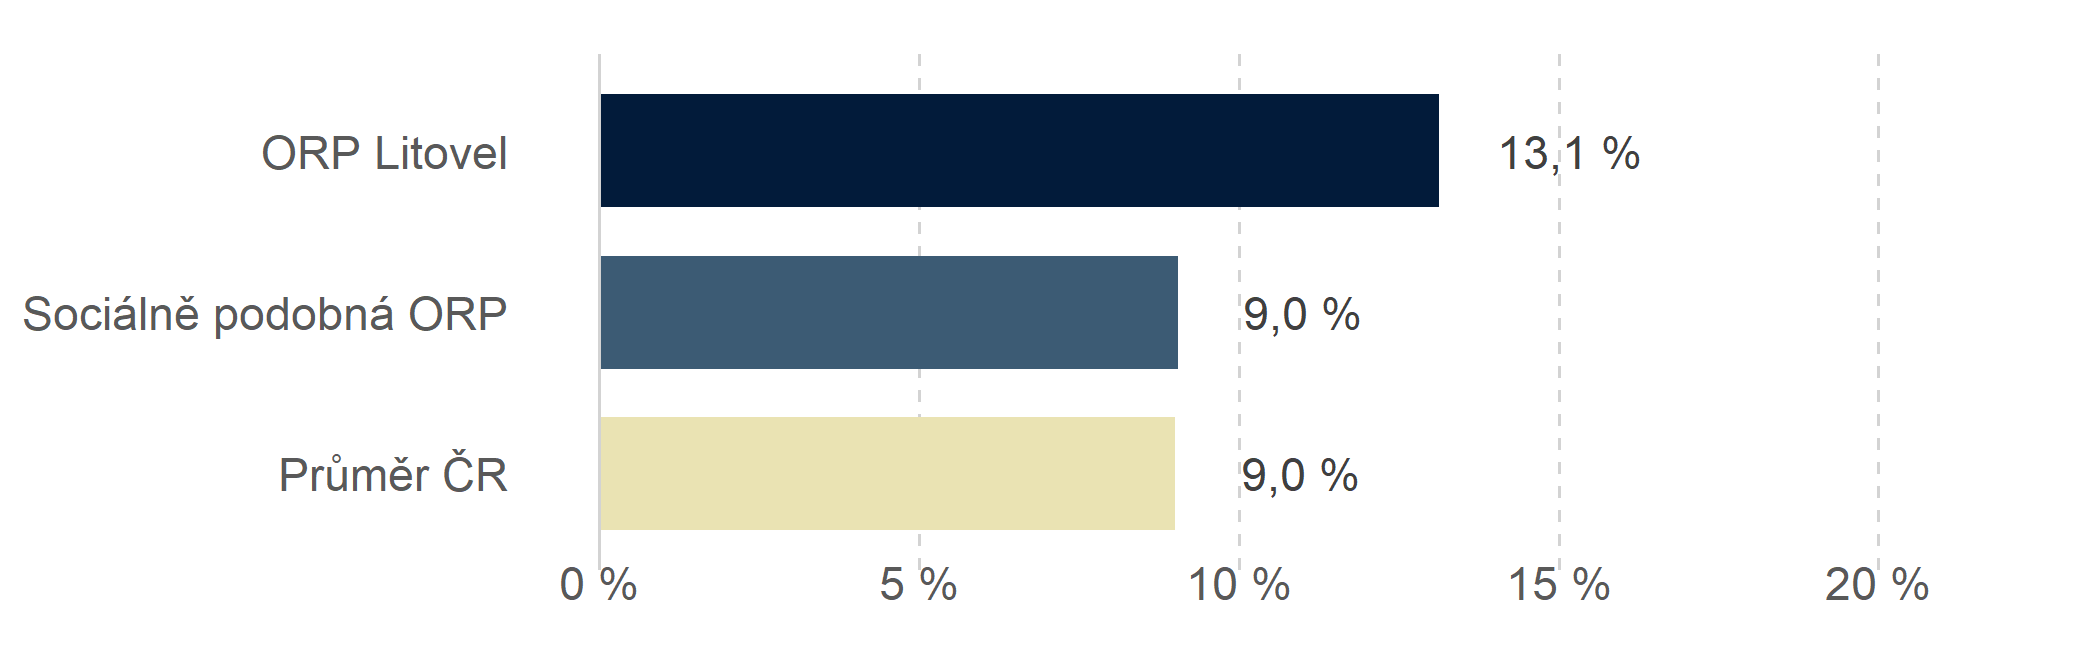 ORP Litovel
13,1 %
Sociálně podobná ORP
9,0 %
Průměr ČR
9,0 %
0 %
5 %
10 %
15 %
20 %